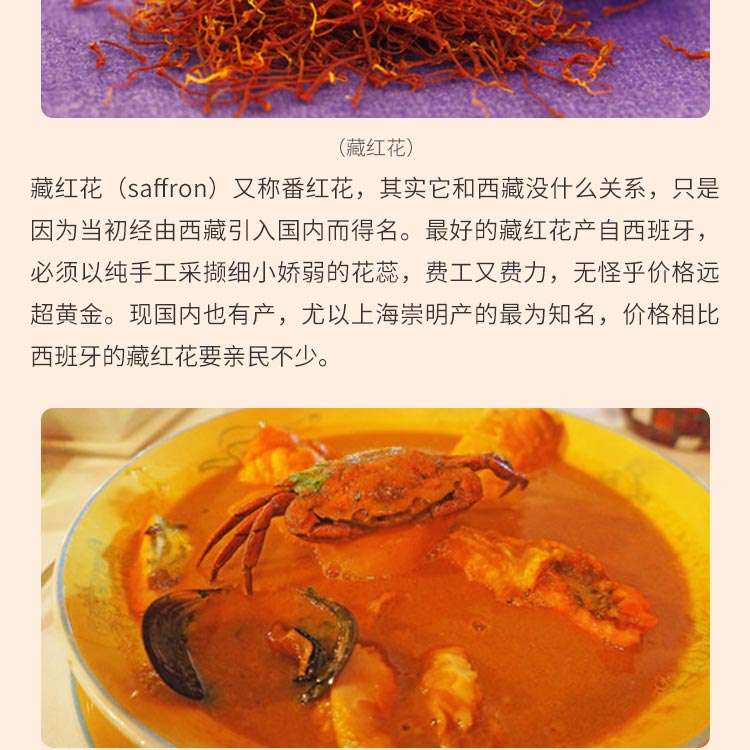 （藏红花）
藏红花（saffron）又称番红花，其实它和西藏没什么关系，只是
因为当初经由西藏引入国内而得名。最好的藏红花产自西班牙，
必须以纯手工采撷细小娇弱的花蕊，费工又费力，无怪乎价格远
超黄金。现国内也有产，尤以上海崇明产的最为知名，价格相比
西班牙的藏红花要亲民不少。